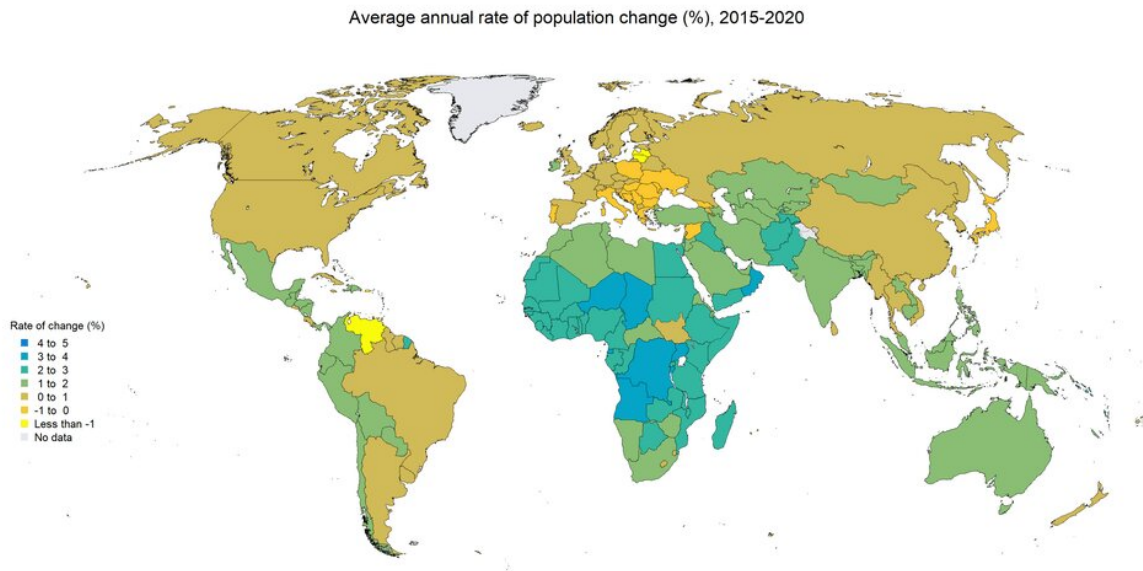 Average annual rate of population change (%), 2015-2020
Rate of change (%)
4 to 5
3 to 4
2 to 3
1 to 2
0 to 1
-1 to 0
Less than -1
No data